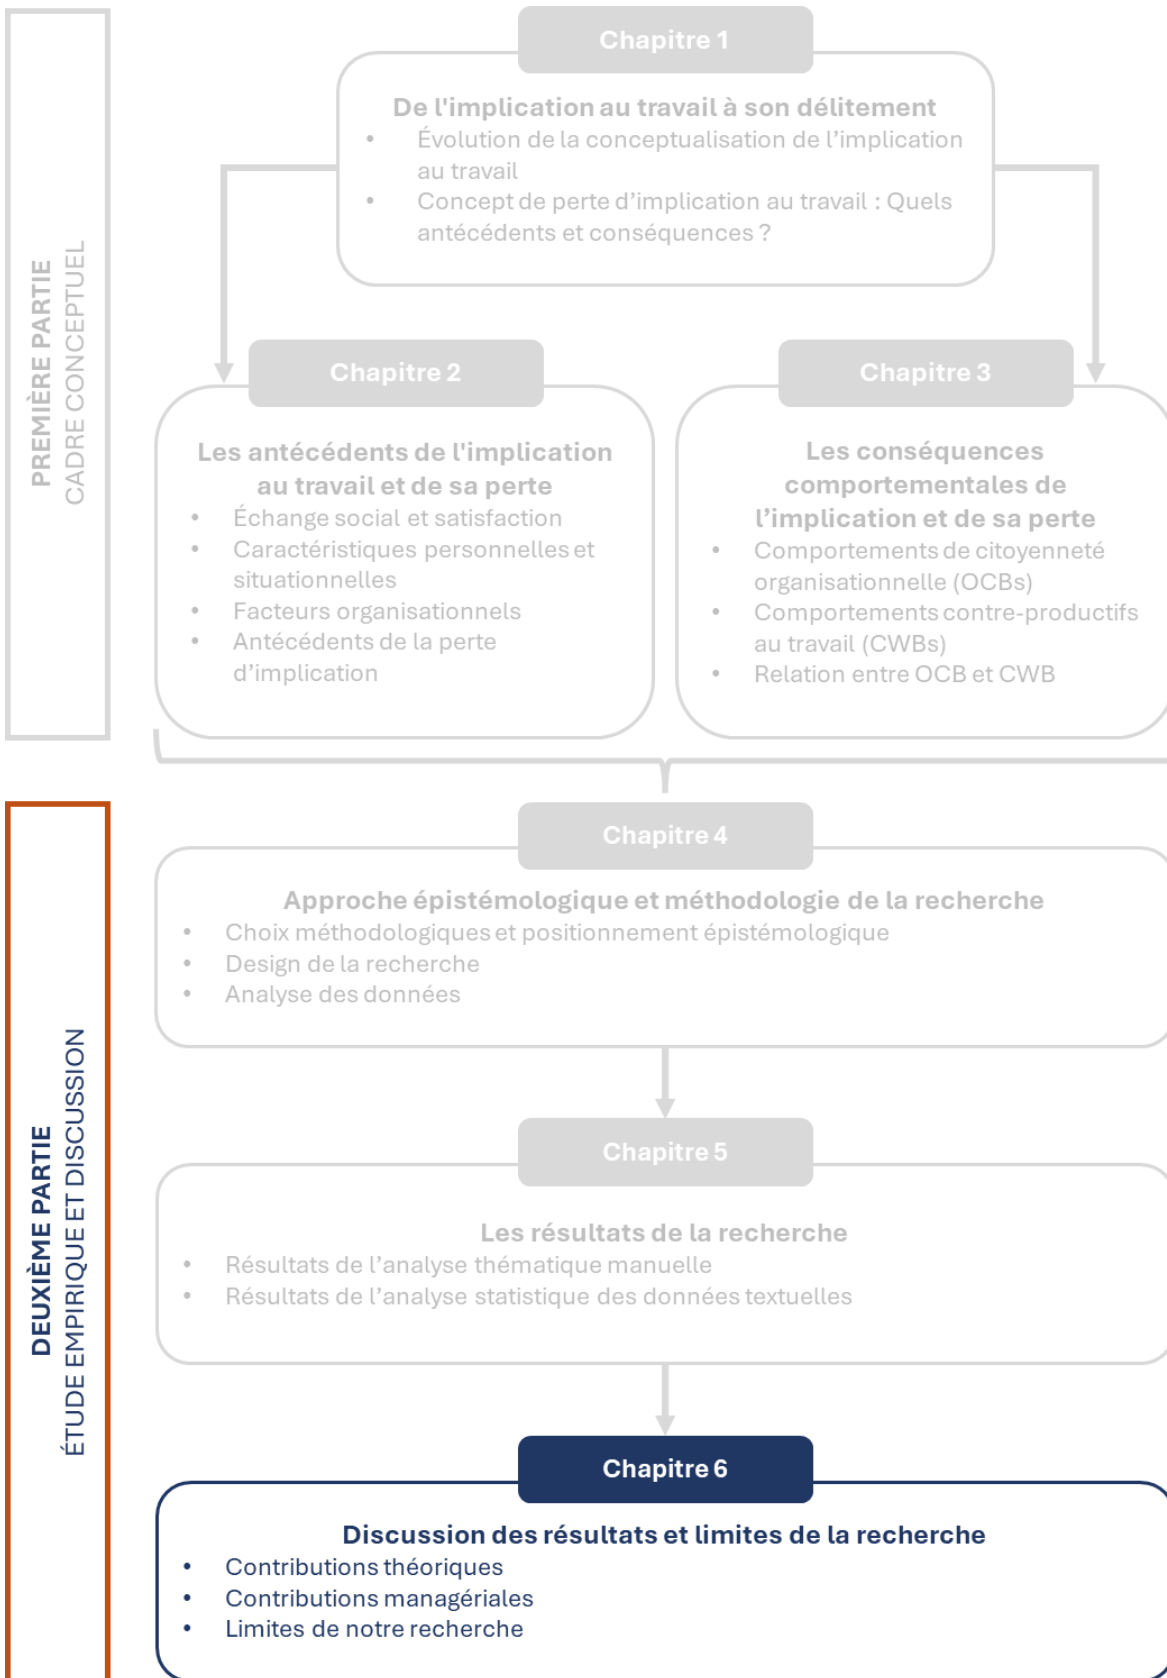 PREMIÈRE PARTIE
CADRE CONCEPTUEL
Chapitre 1
De l'implication au travail à son délitement
• Évolution de la conceptualisation de l’implication
au travail
• Concept de perte d’implication au travail : Quels
antécédents et conséquences ?
Chapitre 2
Les antécédents de l'implication
au travail et de sa perte
• Échange social et satisfaction
• Caractéristiques personnelles et
situationnelles
• Facteurs organisationnels
• Antécédents de la perte
d’implication
Chapitre 3
Les conséquences
comportementales de
l’implication et de sa perte
• Comportements de citoyenneté
organisationnelle (OCBs)
• Comportements contre-productifs
au travail (CWBs)
• Relation entre OCB et CWB
DEUXIÈME PARTIE
ÉTUDE EMPIRIQUE ET DISCUSSION
Chapitre 4
Approche épistémologique et méthodologie de la recherche
• Choix méthodologiques et positionnement épistémologique
• Design de la recherche
• Analyse des données
Chapitre 5
Les résultats de la recherche
• Résultats de l’analyse thématique manuelle
• Résultats de l’analyse statistique des données textuelles
Chapitre 6
Discussion des résultats et limites de la recherche
• Contributions théoriques
• Contributions managériales
• Limites de notre recherche